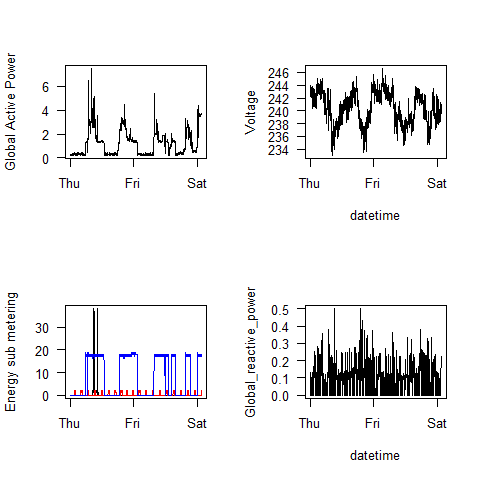 Global Active Power
0 2 4 6
Thu Fri Sat
Voltage
234 236 238 240 242 244 246
Thu Fri Sat
datetime
Energy sub metering
0 10 20 30
Thu Fri Sat
Global_reactive_power
0.0 0.1 0.2 0.3 0.4 0.5
Thu Fri Sat
datetime